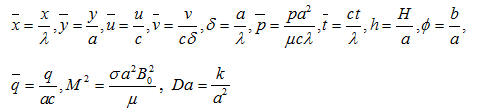 x̄ = x/λ, ȳ = y/a, ū = u/c, v̄ = v/cδ, δ = a/λ, p̄ = pa²/μcλ, t̄ = ct/λ, h = H/a, ϕ = b/a,
q̄ = q/ac, M² = σa²B₀²/μ, Da = k/a²